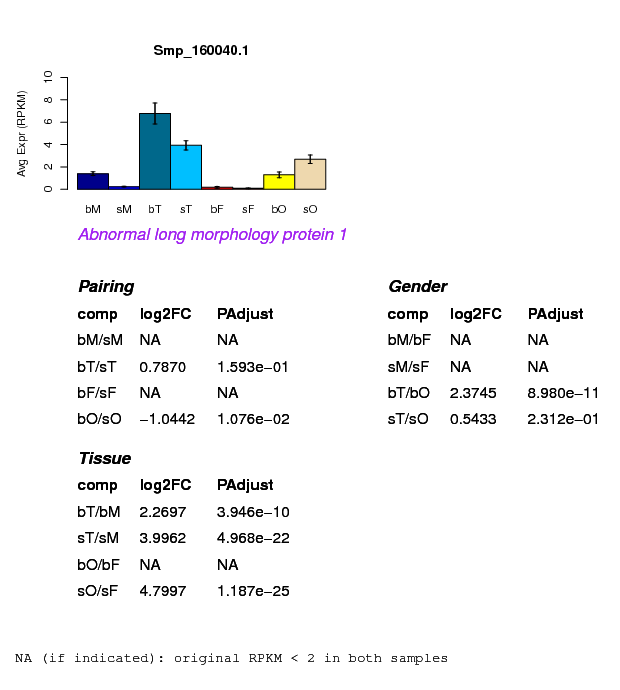 Smp_160040.1
Avg Expr (RPKM)
0 2 4 6 8 10
bM sM bT sT bF sF bO sO
Abnormal long morphology protein 1
Pairing
comp log2FC PAdjust
bM/sM NA NA
bT/sT 0.7870 1.593e−01
bF/sF NA NA
bO/sO −1.0442 1.076e−02
Gender
comp log2FC PAdjust
bM/bF NA NA
sM/sF NA NA
bT/bO 2.3745 8.980e−11
sT/sO 0.5433 2.312e−01
Tissue
comp log2FC PAdjust
bT/bM 2.2697 3.946e−10
sT/sM 3.9962 4.968e−22
bO/bF NA NA
sO/sF 4.7997 1.187e−25
NA (if indicated): original RPKM < 2 in both samples